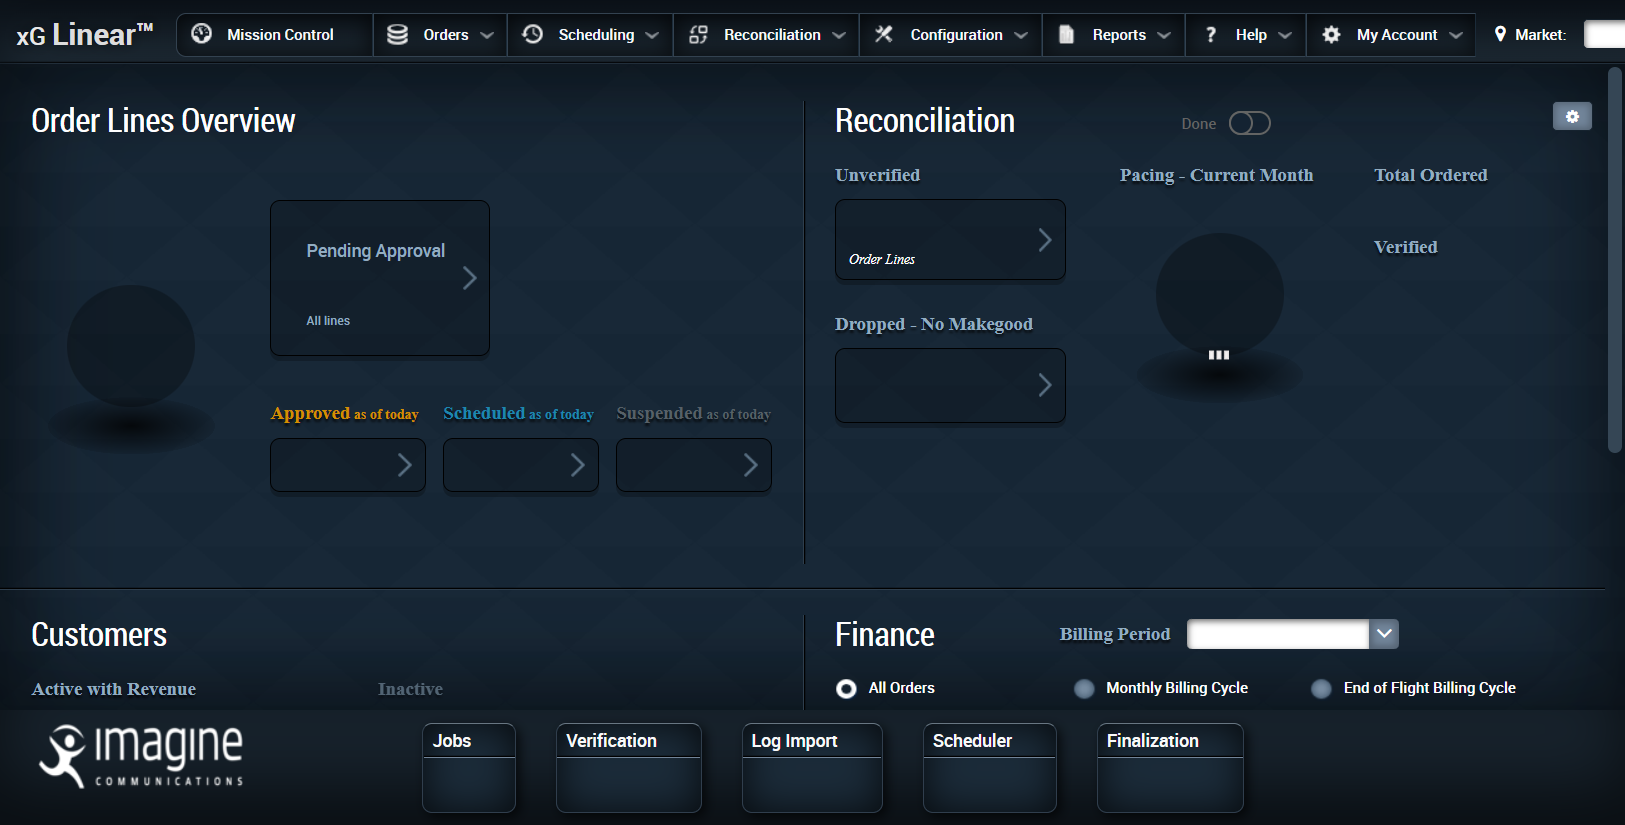 xG Linear™
Mission Control
Orders
Scheduling
Reconciliation
Configuration
Reports
? Help
My Account
Market:
Order Lines Overview
Pending Approval
All lines
Approved as of today
Scheduled as of today
Suspended as of today
Reconciliation
Done
Unverified
Order Lines
Dropped - No Makegood
Pacing - Current Month
Total Ordered
Verified
Customers
Active with Revenue
Inactive
Finance
Billing Period
All Orders
Monthly Billing Cycle
End of Flight Billing Cycle
imagine
COMMUNICATIONS
Jobs
Verification
Log Import
Scheduler
Finalization